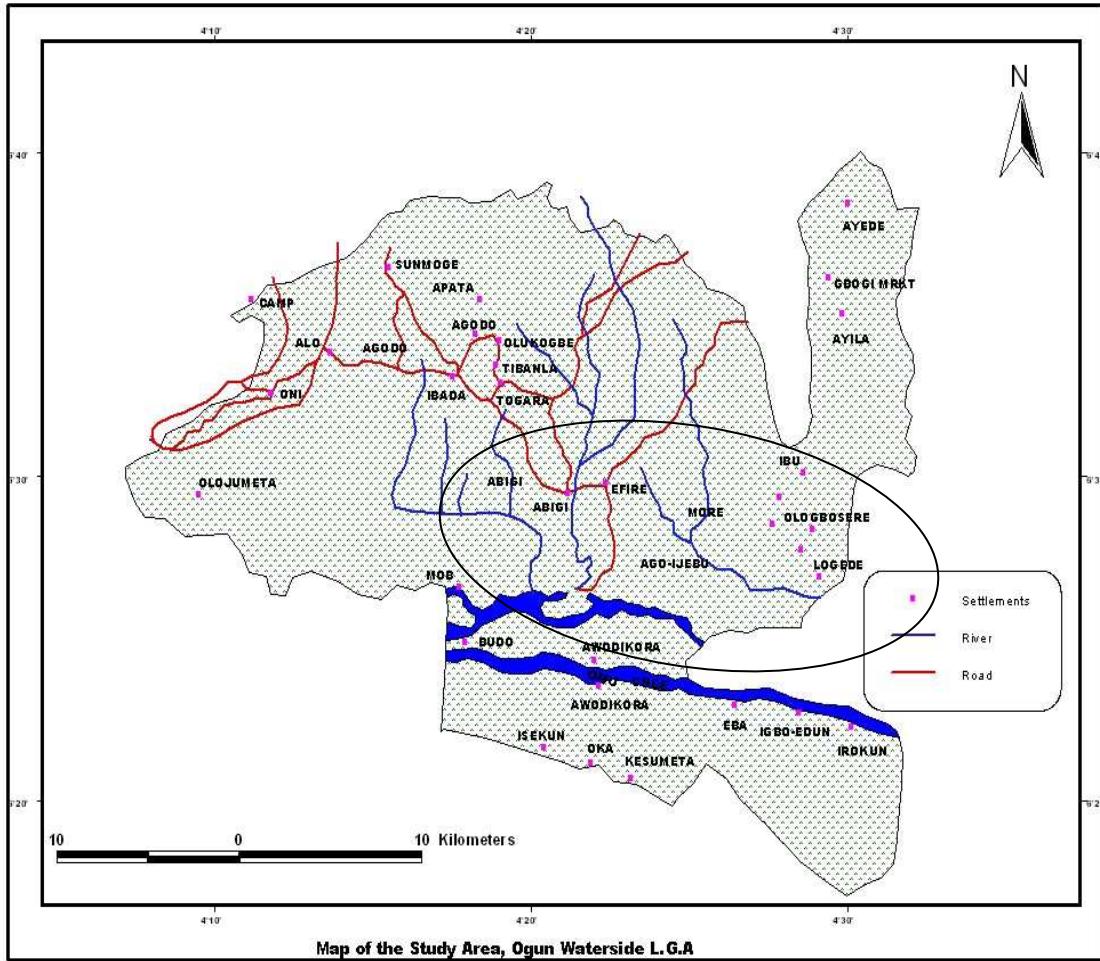 4°10' 4°20' 4°30'
N
6°40'
AYEDE
SUNMOGE
GBOGI MRKT
APATA
CAMP
AGODO
AYILA
ALO AGODO OLUKOGBE
TIBANLA
ONI IBADA TOGARA
IBU
OLOJUMETA ABIGI EFIRE
ABIGI MORE OLOGBOSERE
AGO-IJEBU LOGEDE
MOB
Settlements
BUDO AWODIKORA River
Road
AWODIKORA
EBA IGBO-EDUN IROKUN
ISEKUN OKA
KESUMETA
10 0 10 Kilometers
4°10' 4°20' 4°30'
Map of the Study Area, Ogun Waterside L.G.A